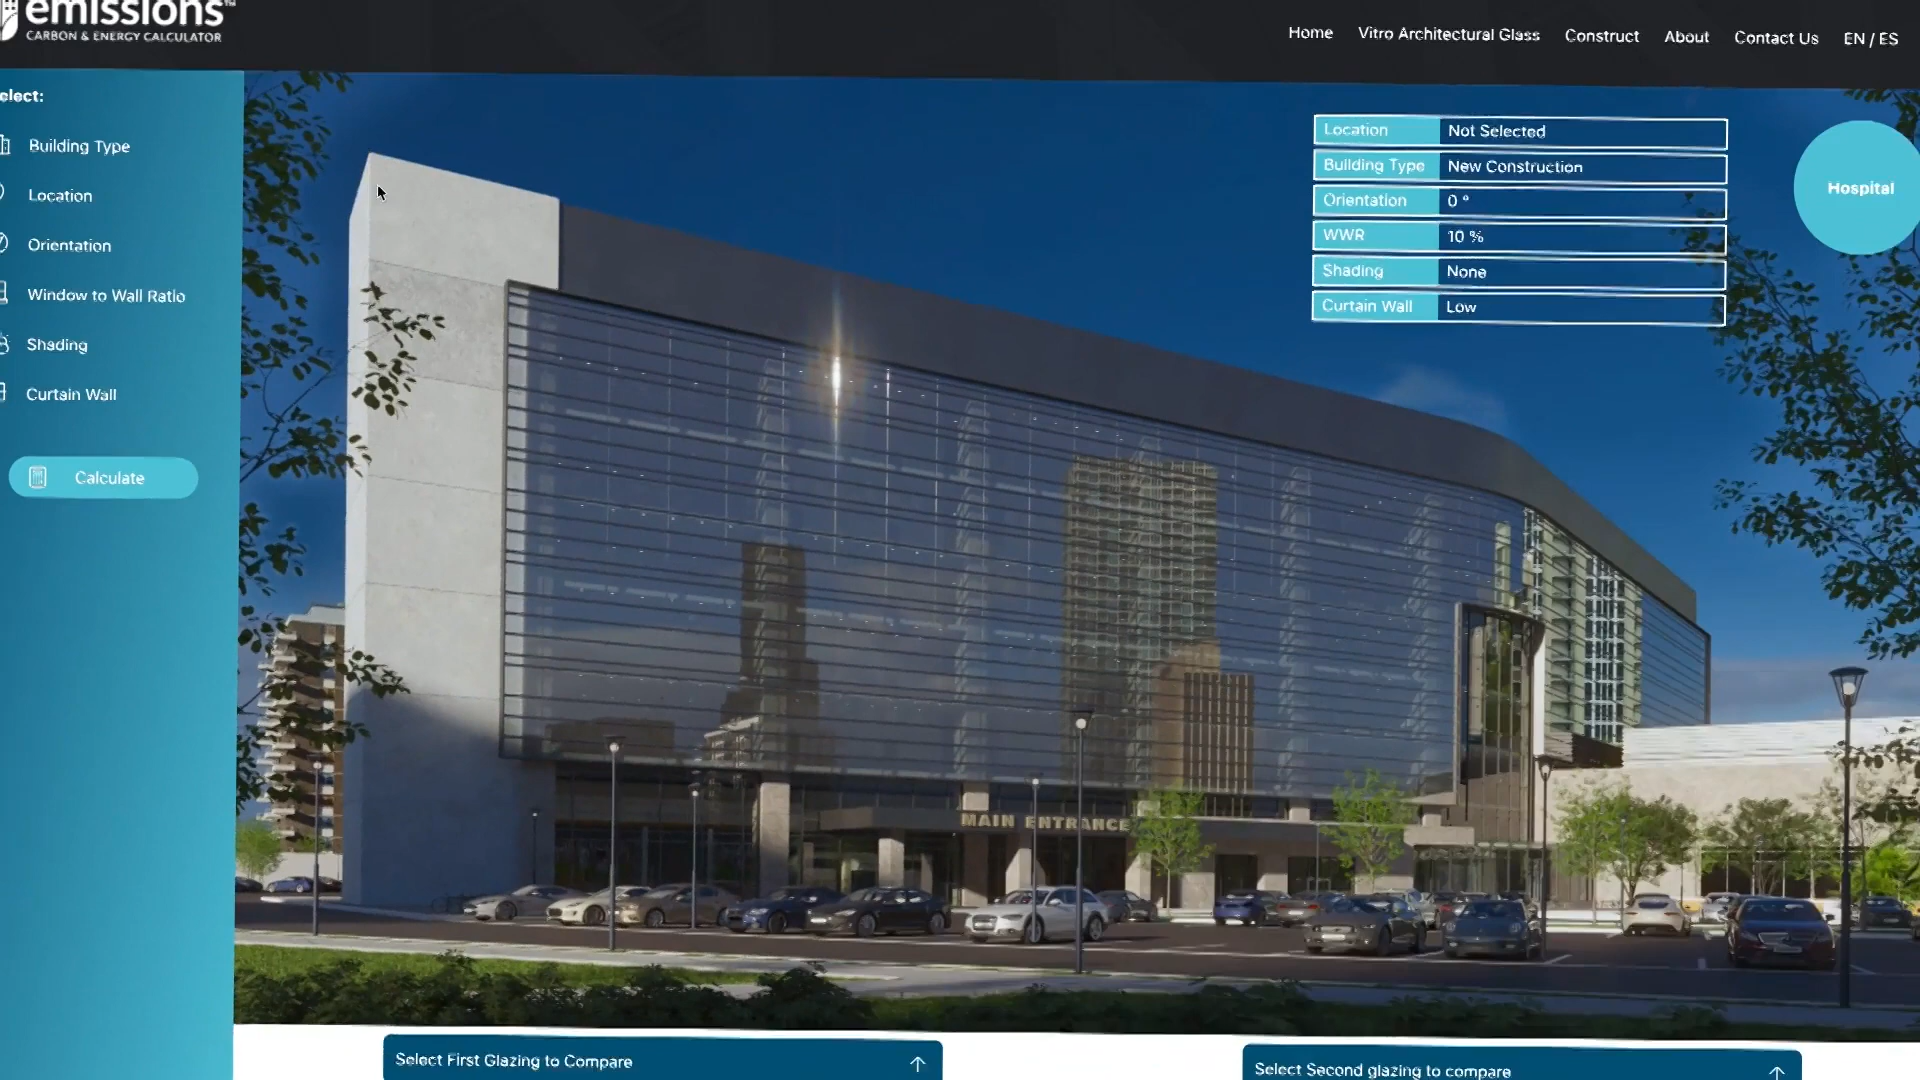 emissions™
CARBON & ENERGY CALCULATOR
Home
Vitro Architectural Glass
Construct
About
Contact Us
EN / ES
elect:
Building Type
Location
Orientation
Window to Wall Ratio
Shading
Curtain Wall
Calculate
Location Not Selected
Building Type New Construction
Orientation 0 °
WWR 10 %
Shading None
Curtain Wall Low
Hospital
MAIN ENTRANCE
Select First Glazing to Compare
Select Second glazing to compare